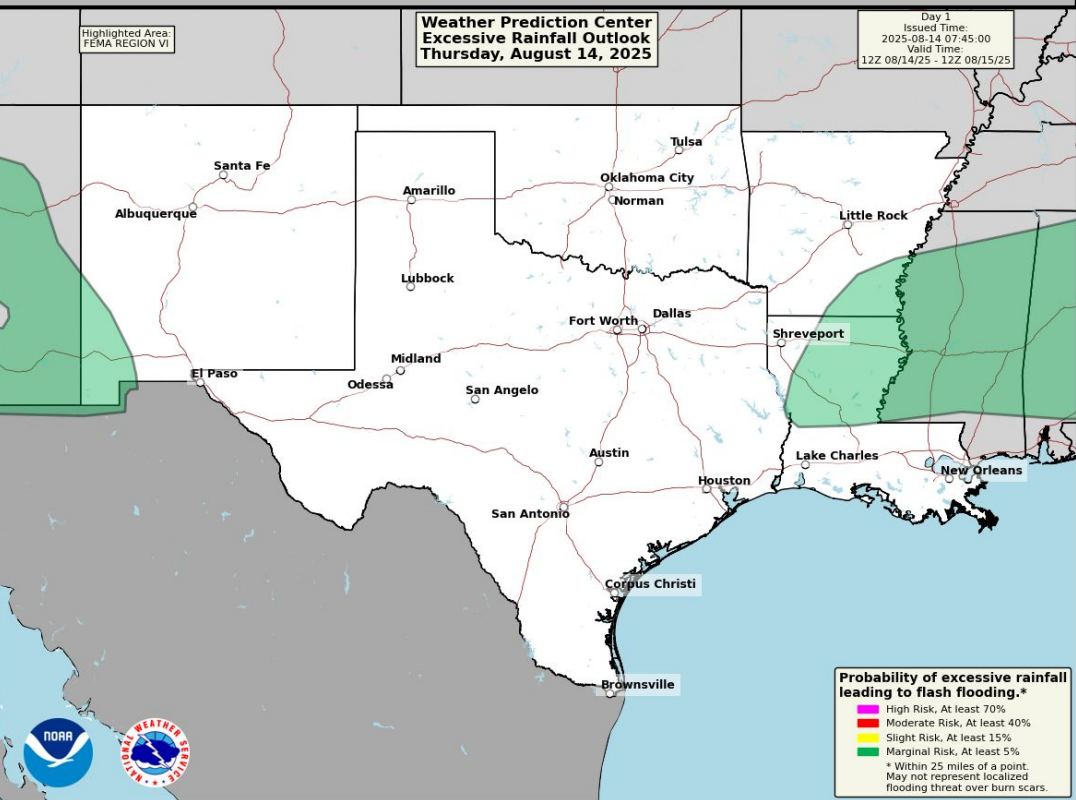 Weather Prediction Center
Excessive Rainfall Outlook
Thursday, August 14, 2025
Highlighted Area:
FEMA REGION VI
Day 1
Issued Time:
2025-08-14 07:45:00
Valid Time:
12Z 08/14/25 - 12Z 08/15/25
Tulsa
Santa Fe
Oklahoma City
Amarillo
Norman
Albuquerque
Little Rock
Lubbock
Dallas
Fort Worth
Shreveport
Midland
El Paso
Odessa
San Angelo
Austin
Lake Charles
New Orleans
Houston
San Antonio
Corpus Christi
Brownsville
Probability of excessive rainfall
leading to flash flooding.*
High Risk, At least 70%
Moderate Risk, At least 40%
Slight Risk, At least 15%
Marginal Risk, At least 5%
* Within 25 miles of a point.
May not represent localized
flooding threat over burn scars.
NOAA
NATIONAL WEATHER SERVICE